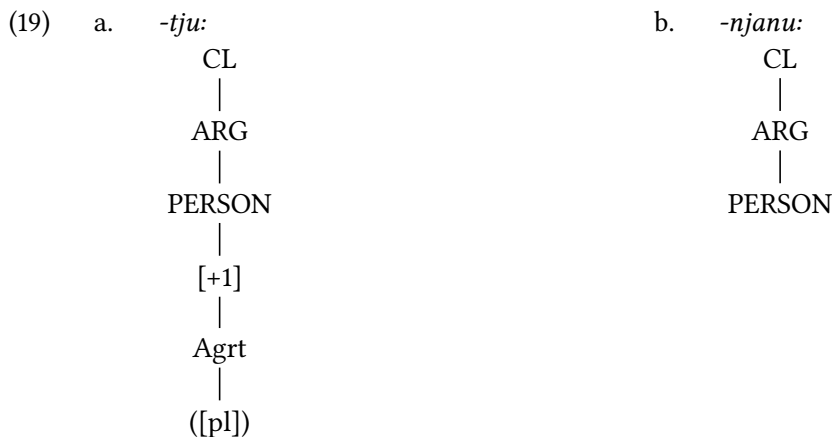 (19) a. -tju: b. -njanu:
CL CL
ARG ARG
PERSON PERSON
[+1]
Agrt
([pl])